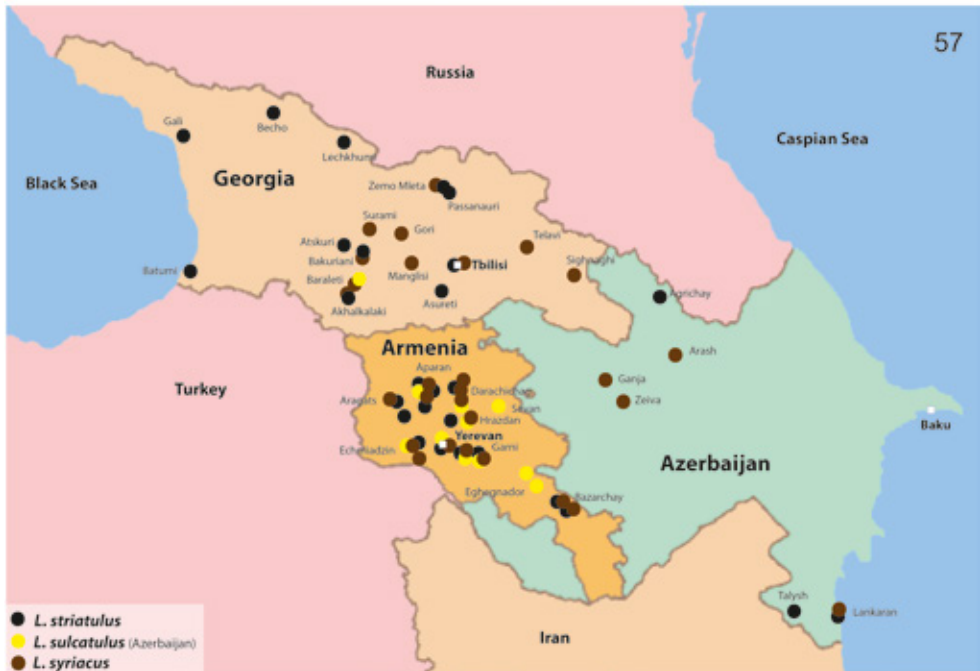 57
Russia
Caspian Sea
Black Sea
Gali
Becho
Lechkhumi
Georgia
Zemo Mleta
Passanauri
Surami
Gori
Atskuri
Telavi
Bakuriani
Tbilisi
Sighnaghi
Batumi
Manglisi
Baraleti
Asureti
Akhalkalaki
Agrichay
Armenia
Aparan
Arash
Turkey
Darachichag
Ganja
Aragats
Sevan
Zeiva
Hrazdan
Baku
Yerevan
Echmiadzin
Garni
Azerbaijan
Eghegnador
Bazarchay
Talysh
Lankaran
L. striatulus
L. sulcatulus (Azerbaijan)
L. syriacus
Iran